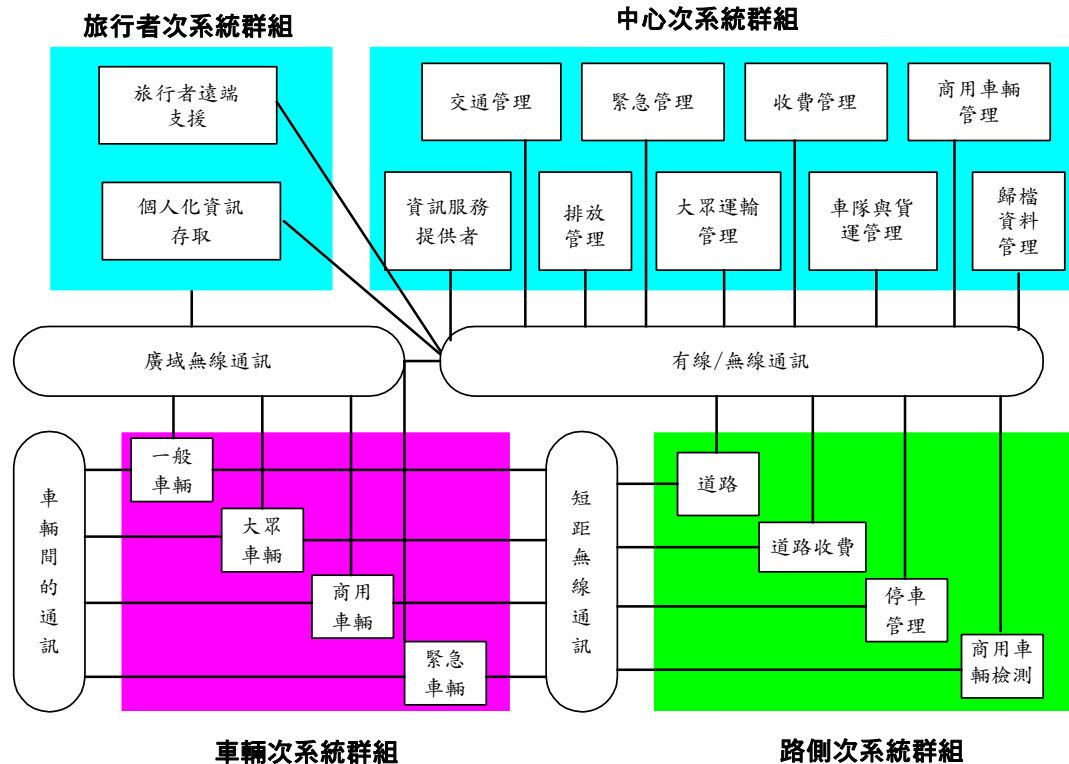 旅行者次系統群組
中心次系統群組
旅行者遠端
支援
個人化資訊
存取
交通管理
緊急管理
收費管理
商用車輛
管理
資訊服務
提供者
排放
管理
大眾運輸
管理
車隊與貨
運管理
歸檔
資料
管理
廣域無線通訊
有線/無線通訊
車輛間的通訊
一般
車輛
大眾
車輛
商用
車輛
緊急
車輛
短距無線通訊
道路
道路收費
停車
管理
商用車
輛檢測
車輛次系統群組
路側次系統群組